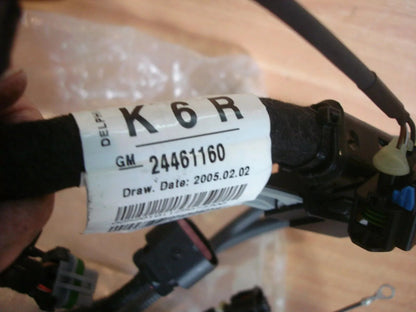 DELPHI
K 6 R
GM 24461160
Draw. Date: 2005.02.02